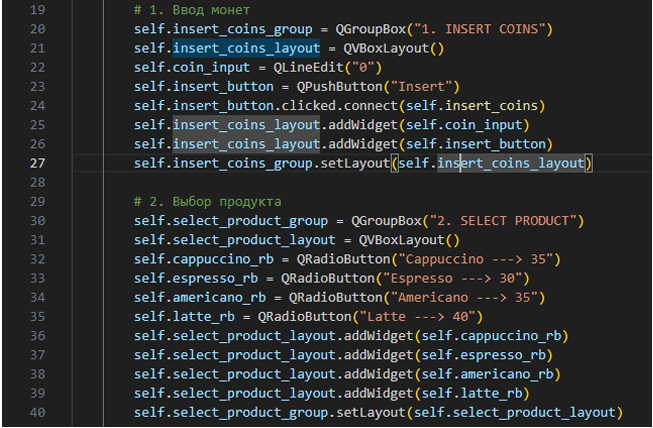 19 # 1. Ввод монет
20 self.insert_coins_group = QGroupBox("1. INSERT COINS")
21 self.insert_coins_layout = QVBoxLayout()
22 self.coin_input = QLineEdit("0")
23 self.insert_button = QPushButton("Insert")
24 self.insert_button.clicked.connect(self.insert_coins)
25 self.insert_coins_layout.addWidget(self.coin_input)
26 self.insert_coins_layout.addWidget(self.insert_button)
27 self.insert_coins_group.setLayout(self.insert_coins_layout)
28
29 # 2. Выбор продукта
30 self.select_product_group = QGroupBox("2. SELECT PRODUCT")
31 self.select_product_layout = QVBoxLayout()
32 self.cappuccino_rb = QRadioButton("Cappuccino ---> 35")
33 self.espresso_rb = QRadioButton("Espresso ---> 30")
34 self.americano_rb = QRadioButton("Americano ---> 35")
35 self.latte_rb = QRadioButton("Latte ---> 40")
36 self.select_product_layout.addWidget(self.cappuccino_rb)
37 self.select_product_layout.addWidget(self.espresso_rb)
38 self.select_product_layout.addWidget(self.americano_rb)
39 self.select_product_layout.addWidget(self.latte_rb)
40 self.select_product_group.setLayout(self.select_product_layout)